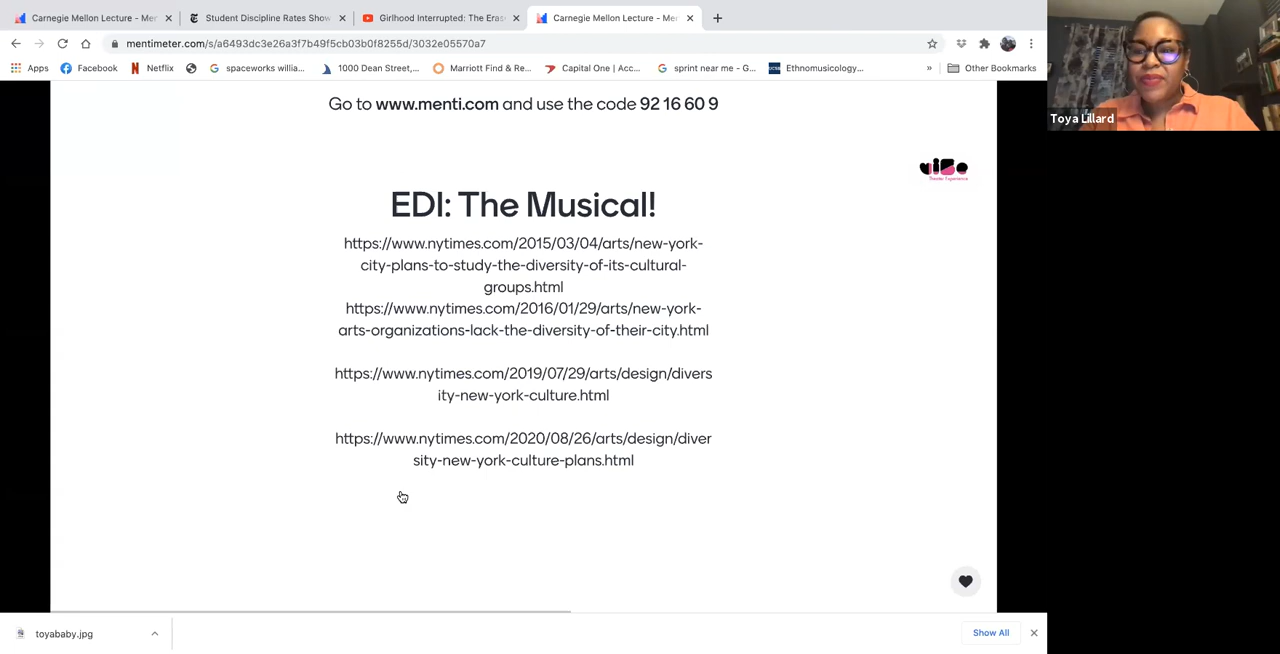 Carnegie Mellon Lecture - Mer
Student Discipline Rates Show
Girlhood Interrupted: The Eras
Carnegie Mellon Lecture - Mer
mentimeter.com/s/a6493dc3e26a3f7b49f5cb03b0f8255d/3032e05570a7
Apps
Facebook
Netflix
spaceworks willia...
1000 Dean Street,...
Abbott Find & Re...
Capital One | Acc...
sprint near me - G...
Ethnomusicology...
»
Other Bookmarks
Toya Lillard
Go to www.menti.com and use the code 92 16 60 9
viBe
Theater Experience
EDI: The Musical!
https://www.nytimes.com/2015/03/04/arts/new-york-
city-plans-to-study-the-diversity-of-its-cultural-
groups.html
https://www.nytimes.com/2016/01/29/arts/new-york-
arts-organizations-lack-the-diversity-of-their-city.html
https://www.nytimes.com/2019/07/29/arts/design/divers
ity-new-york-culture.html
https://www.nytimes.com/2020/08/26/arts/design/diver
sity-new-york-culture-plans.html
toyababy.jpg
Show All